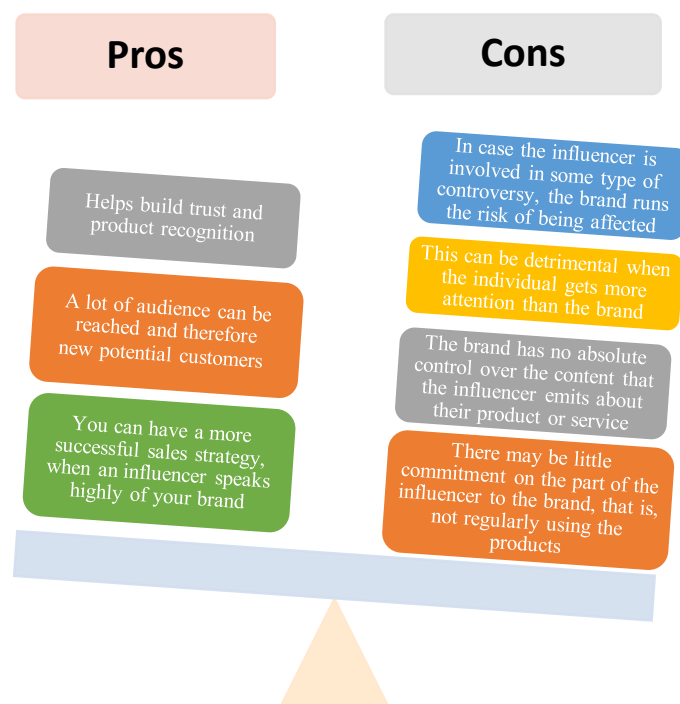 Pros
Helps build trust and
product recognition
A lot of audience can be
reached and therefore
new potential customers
You can have a more
successful sales strategy,
when an influencer speaks
highly of your brand
Cons
In case the influencer is
involved in some type of
controversy, the brand runs
the risk of being affected
This can be detrimental when
the individual gets more
attention than the brand
The brand has no absolute
control over the content that
the influencer emits about
their product or service
There may be little
commitment on the part of the
influencer to the brand, that is,
not regularly using the
products